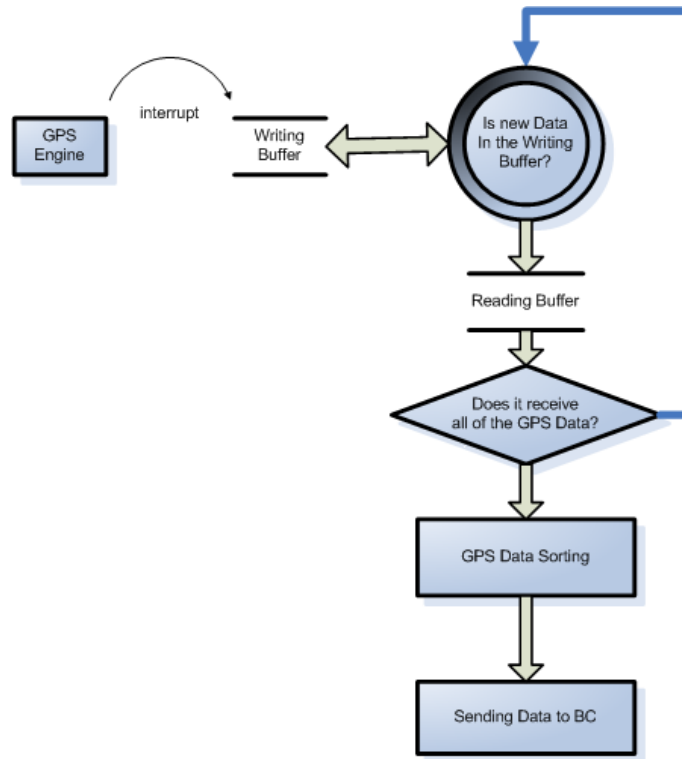 GPS
Engine
interrupt
Writing
Buffer
Is new Data
In the Writing
Buffer?
Reading Buffer
Does it receive
all of the GPS Data?
GPS Data Sorting
Sending Data to BC